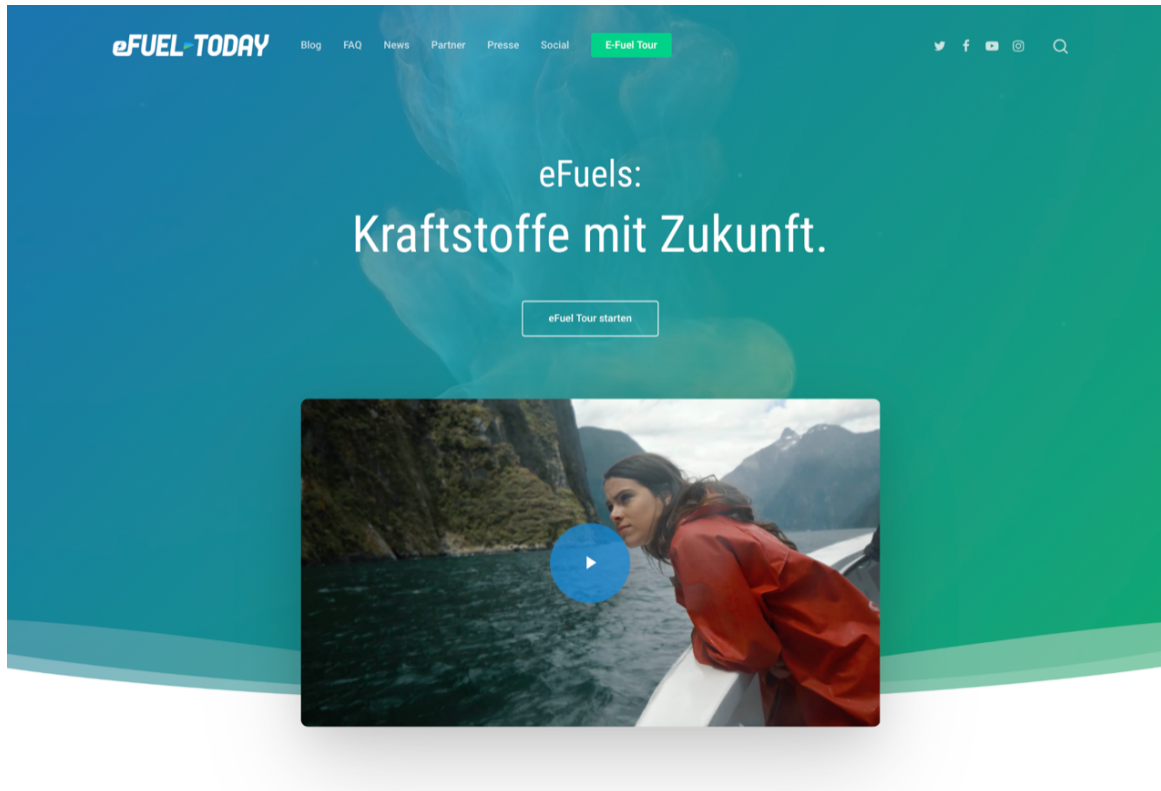 eFUEL-TODAY
Blog FAQ News Partner Presse Social E-Fuel Tour
eFuels:
Kraftstoffe mit Zukunft.
eFuel Tour starten